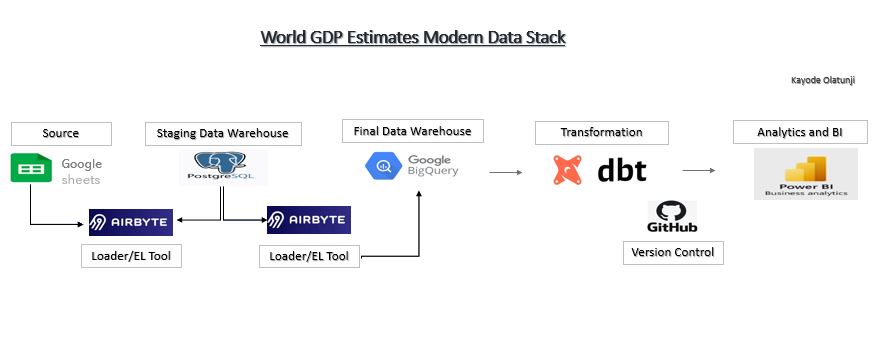 World GDP Estimates Modern Data Stack
Kayode Olatunji
Source
Staging Data Warehouse
Final Data Warehouse
Transformation
Analytics and BI
Google
sheets
PostgreSQL
Google
BigQuery
dbt
Power BI
Business analytics
AIRBYTE
AIRBYTE
GitHub
Loader/EL Tool
Loader/EL Tool
Version Control